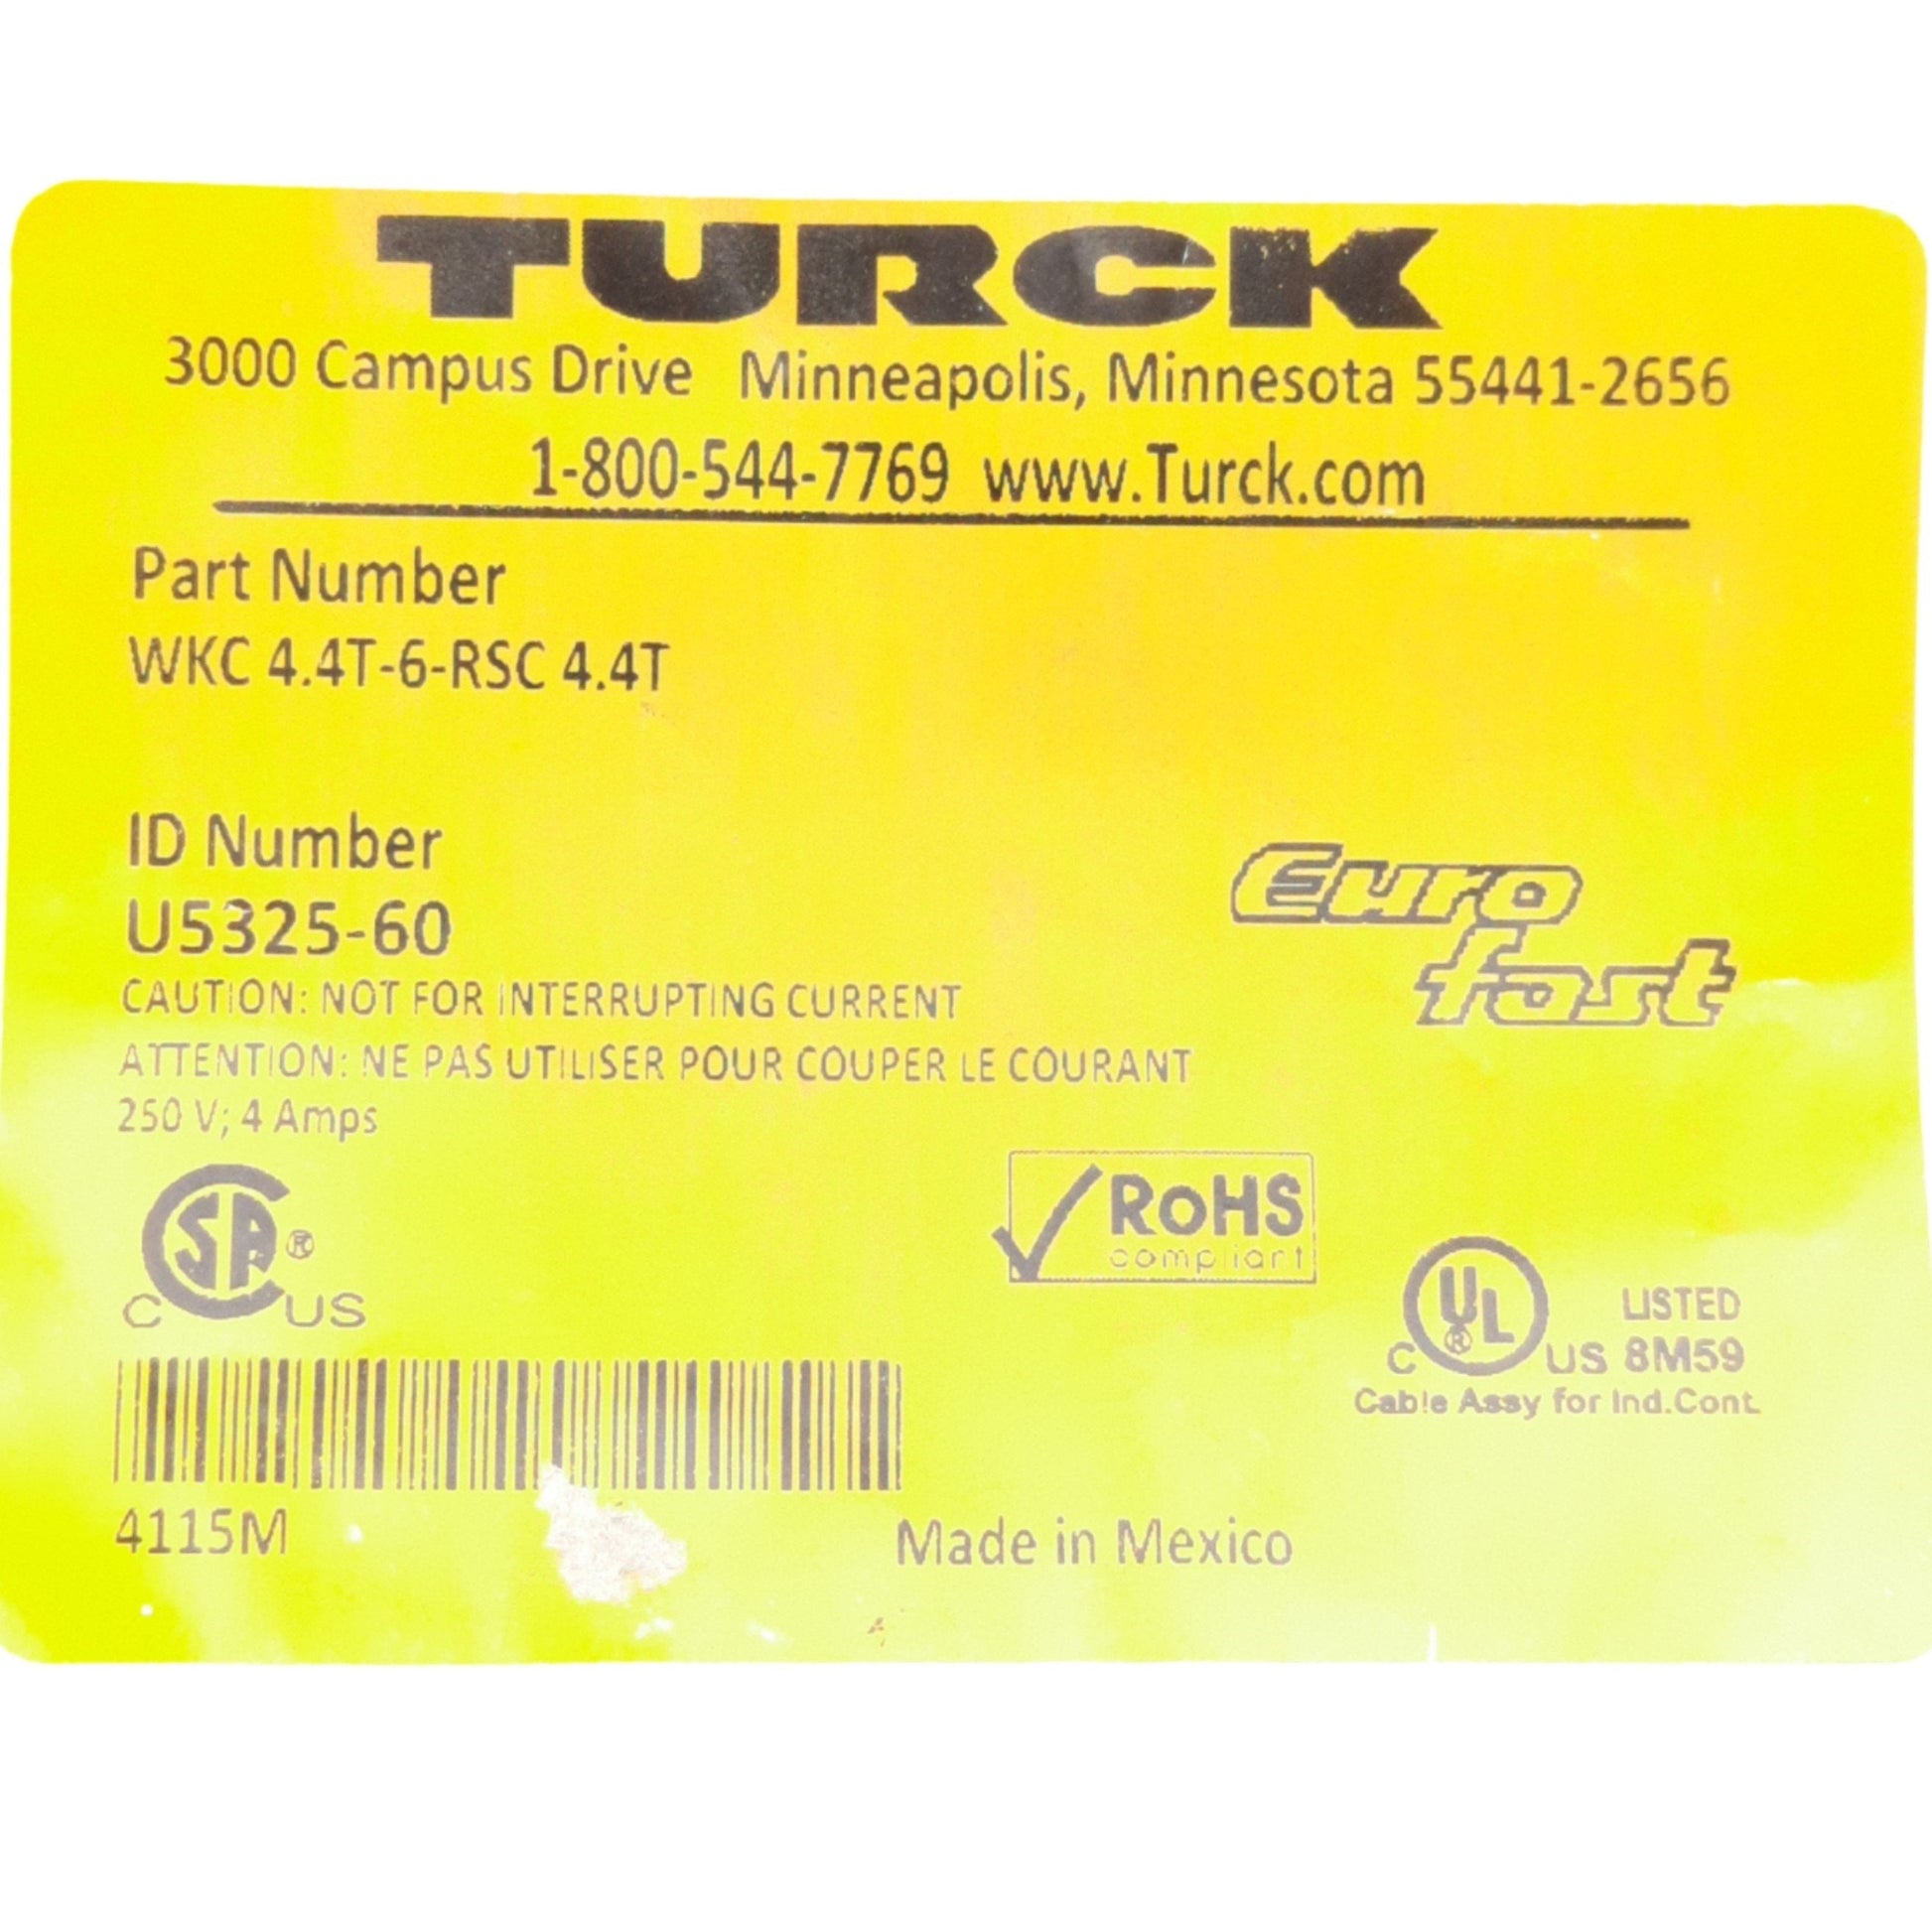 TURCK
3000 Campus Drive Minneapolis, Minnesota 55441-2656
1-800-544-7769 www.Turck.com
Part Number
WKC 4.4T-6-RSC 4.4T
ID Number
U5325-60
Euro
fast
CAUTION: NOT FOR INTERRUPTING CURRENT
ATTENTION: NE PAS UTILISER POUR COUPER LE COURANT
250 V; 4 Amps
C SA ® US
RoHS
compliant
C UL ® US LISTED
8M59
Cable Assy for Ind.Cont.
4115M
Made in Mexico